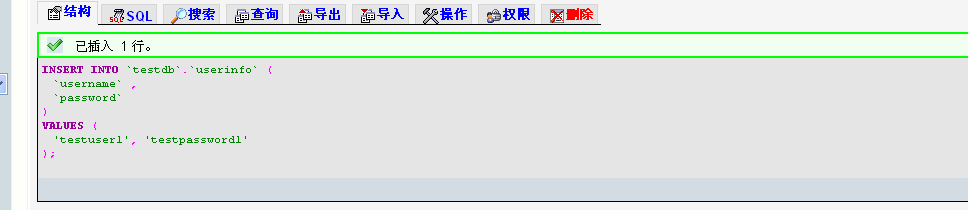 结构 SQL 搜索 查询 导出 导入 操作 权限 删除
已插入 1 行。
INSERT INTO `testdb`.`userinfo` (
`username` ,
`password`
)
VALUES (
'testuser1', 'testpassword1'
);